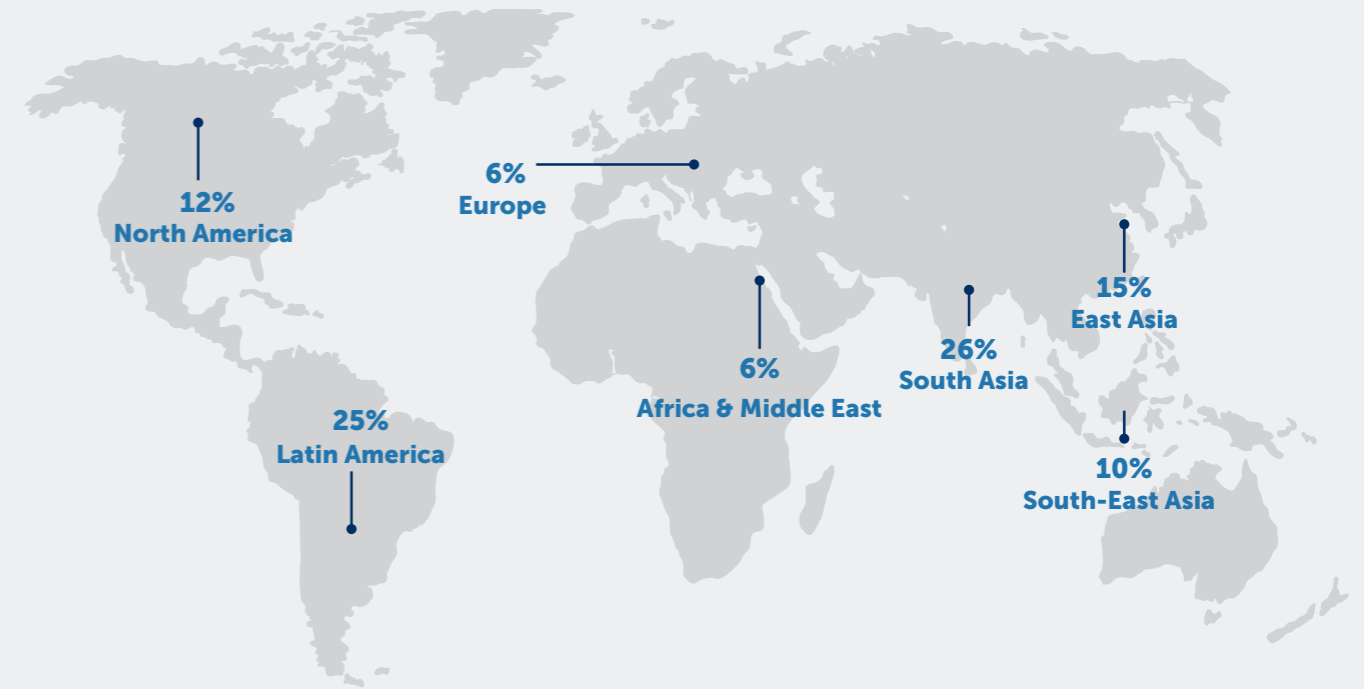 12%
North America
6%
Europe
25%
Latin America
6%
Africa & Middle East
26%
South Asia
15%
East Asia
10%
South-East Asia